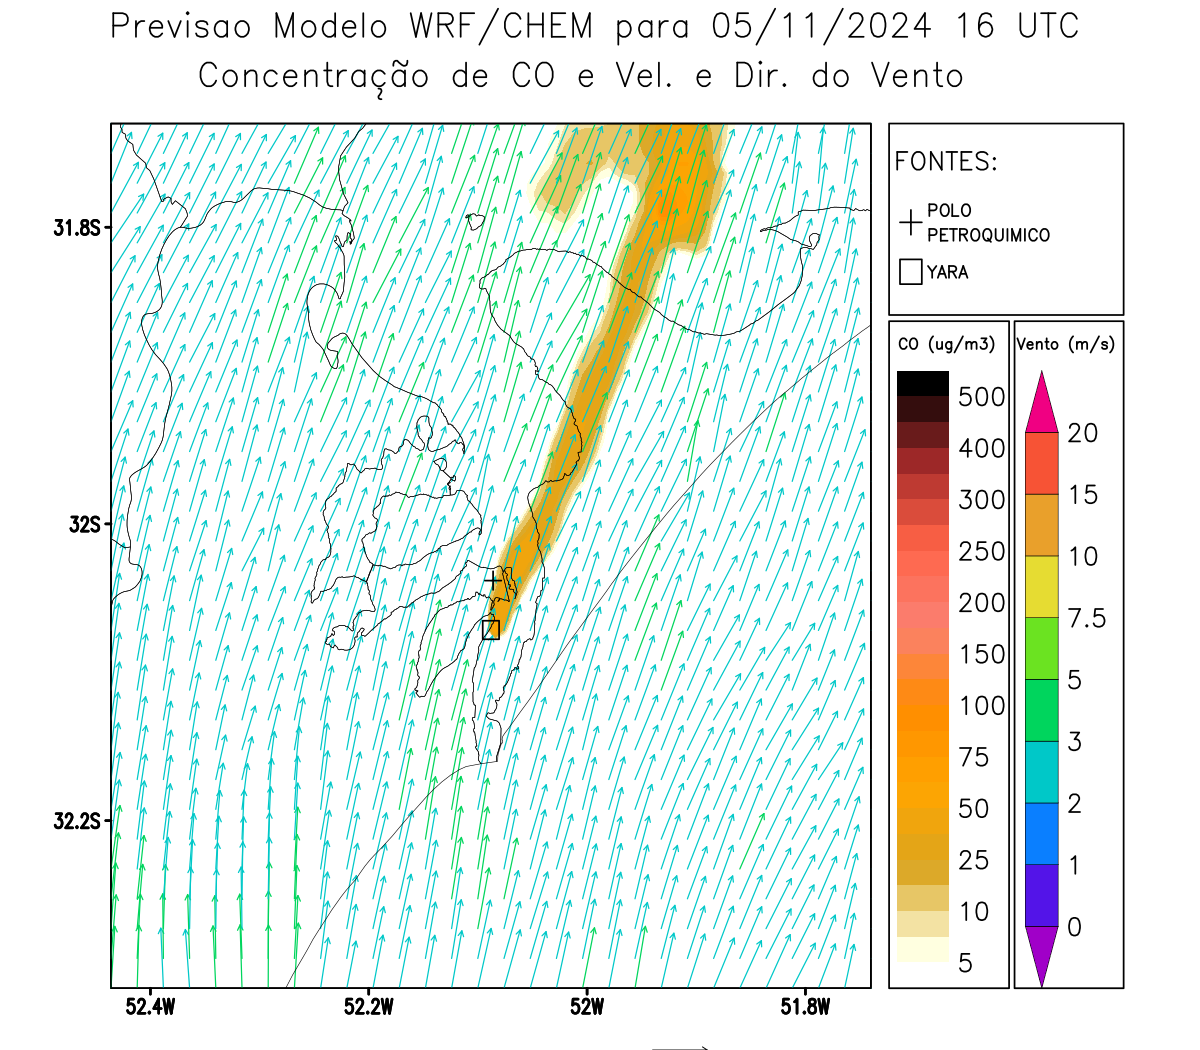 Previsao Modelo WRF/CHEM para 05/11/2024 16 UTC
Concentração de CO e Vel. e Dir. do Vento
FONTES:
POLO
PETROQUIMICO
YARA
CO (ug/m3)
500
400
300
250
200
150
100
75
50
25
10
5
Vento (m/s)
20
15
10
7.5
5
3
2
1
0
31.8S
32S
32.2S
52.4W
52.2W
52W
51.8W